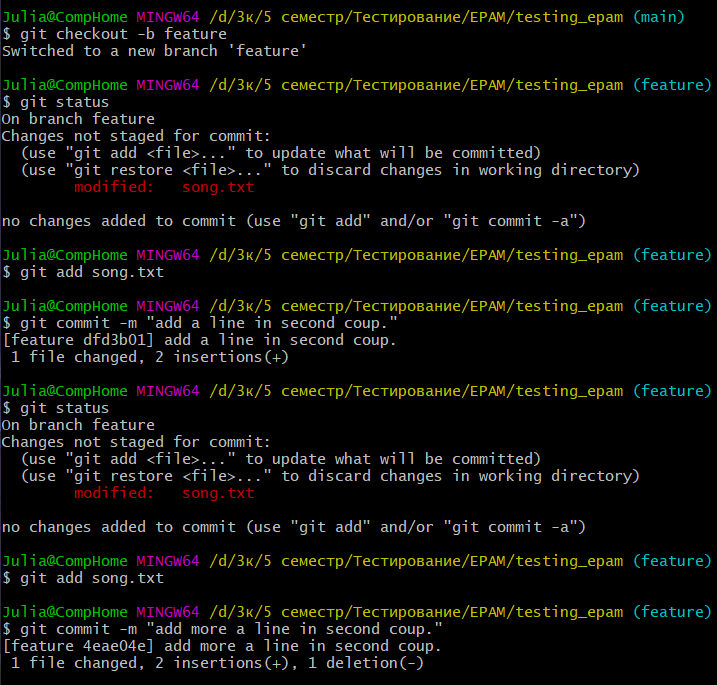 Julia@CompHome MINGW64 /d/3к/5 семестр/Тестирование/EPAM/testing_epam (main)
$ git checkout -b feature
Switched to a new branch 'feature'
Julia@CompHome MINGW64 /d/3к/5 семестр/Тестирование/EPAM/testing_epam (feature)
$ git status
On branch feature
Changes not staged for commit:
  (use "git add <file>..." to update what will be committed)
  (use "git restore <file>..." to discard changes in working directory)
        modified:   song.txt
no changes added to commit (use "git add" and/or "git commit -a")
Julia@CompHome MINGW64 /d/3к/5 семестр/Тестирование/EPAM/testing_epam (feature)
$ git add song.txt
Julia@CompHome MINGW64 /d/3к/5 семестр/Тестирование/EPAM/testing_epam (feature)
$ git commit -m "add a line in second coup."
[feature dfd3b01] add a line in second coup.
 1 file changed, 2 insertions(+)
Julia@CompHome MINGW64 /d/3к/5 семестр/Тестирование/EPAM/testing_epam (feature)
$ git status
On branch feature
Changes not staged for commit:
  (use "git add <file>..." to update what will be committed)
  (use "git restore <file>..." to discard changes in working directory)
        modified:   song.txt
no changes added to commit (use "git add" and/or "git commit -a")
Julia@CompHome MINGW64 /d/3к/5 семестр/Тестирование/EPAM/testing_epam (feature)
$ git add song.txt
Julia@CompHome MINGW64 /d/3к/5 семестр/Тестирование/EPAM/testing_epam (feature)
$ git commit -m "add more a line in second coup."
[feature 4eae04e] add more a line in second coup.
 1 file changed, 2 insertions(+), 1 deletion(-)